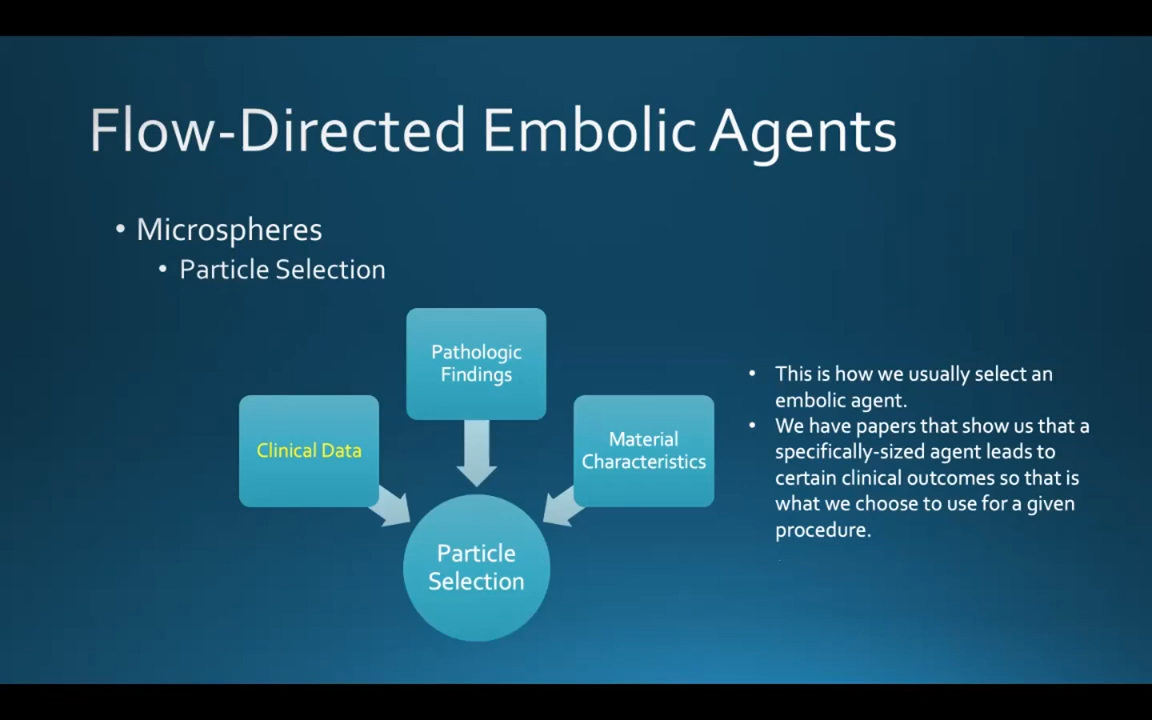 Flow-Directed Embolic Agents
• Microspheres
• Particle Selection
Pathologic
Findings
Clinical Data
Material
Characteristics
Particle
Selection
• This is how we usually select an
embolic agent.
• We have papers that show us that a
specifically-sized agent leads to
certain clinical outcomes so that is
what we choose to use for a given
procedure.